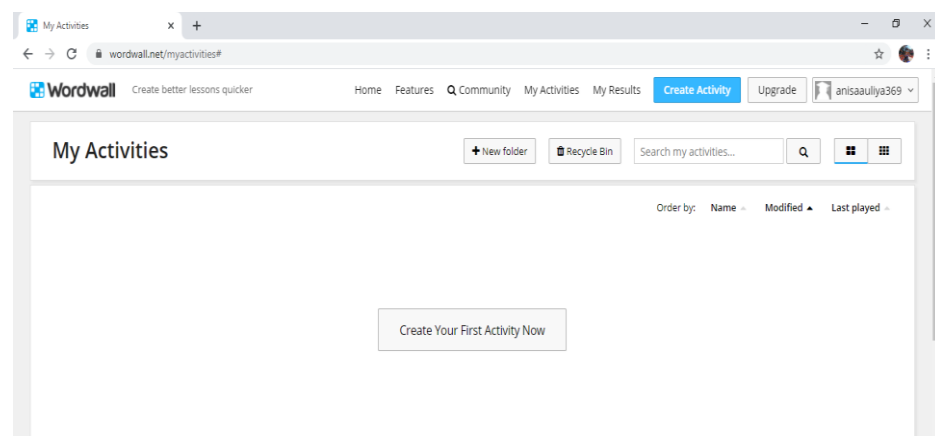 My Activities
wordwall.net/myactivities#
Wordwall Create better lessons quicker Home Features Community My Activities My Results Create Activity Upgrade anisaauliya369
My Activities New folder Recycle Bin Search my activities...
Order by: Name Modified Last played
Create Your First Activity Now